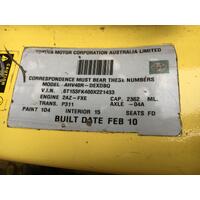 TOYOTA MOTOR CORPORATION AUSTRALIA LIMITED
CORRESPONDENCE MUST BEAR THESE NUMBERS
MODEL - AHV40R-DEXDBQ
V.I.N. 6T153FK400X221433
ENGINE 2AZ-FXE CAP. 2362 ML.
TRANS. P311 AXLE -04A
PAINT 1D4 INTERIOR 15 SEATS FD
BUILT DATE FEB 10